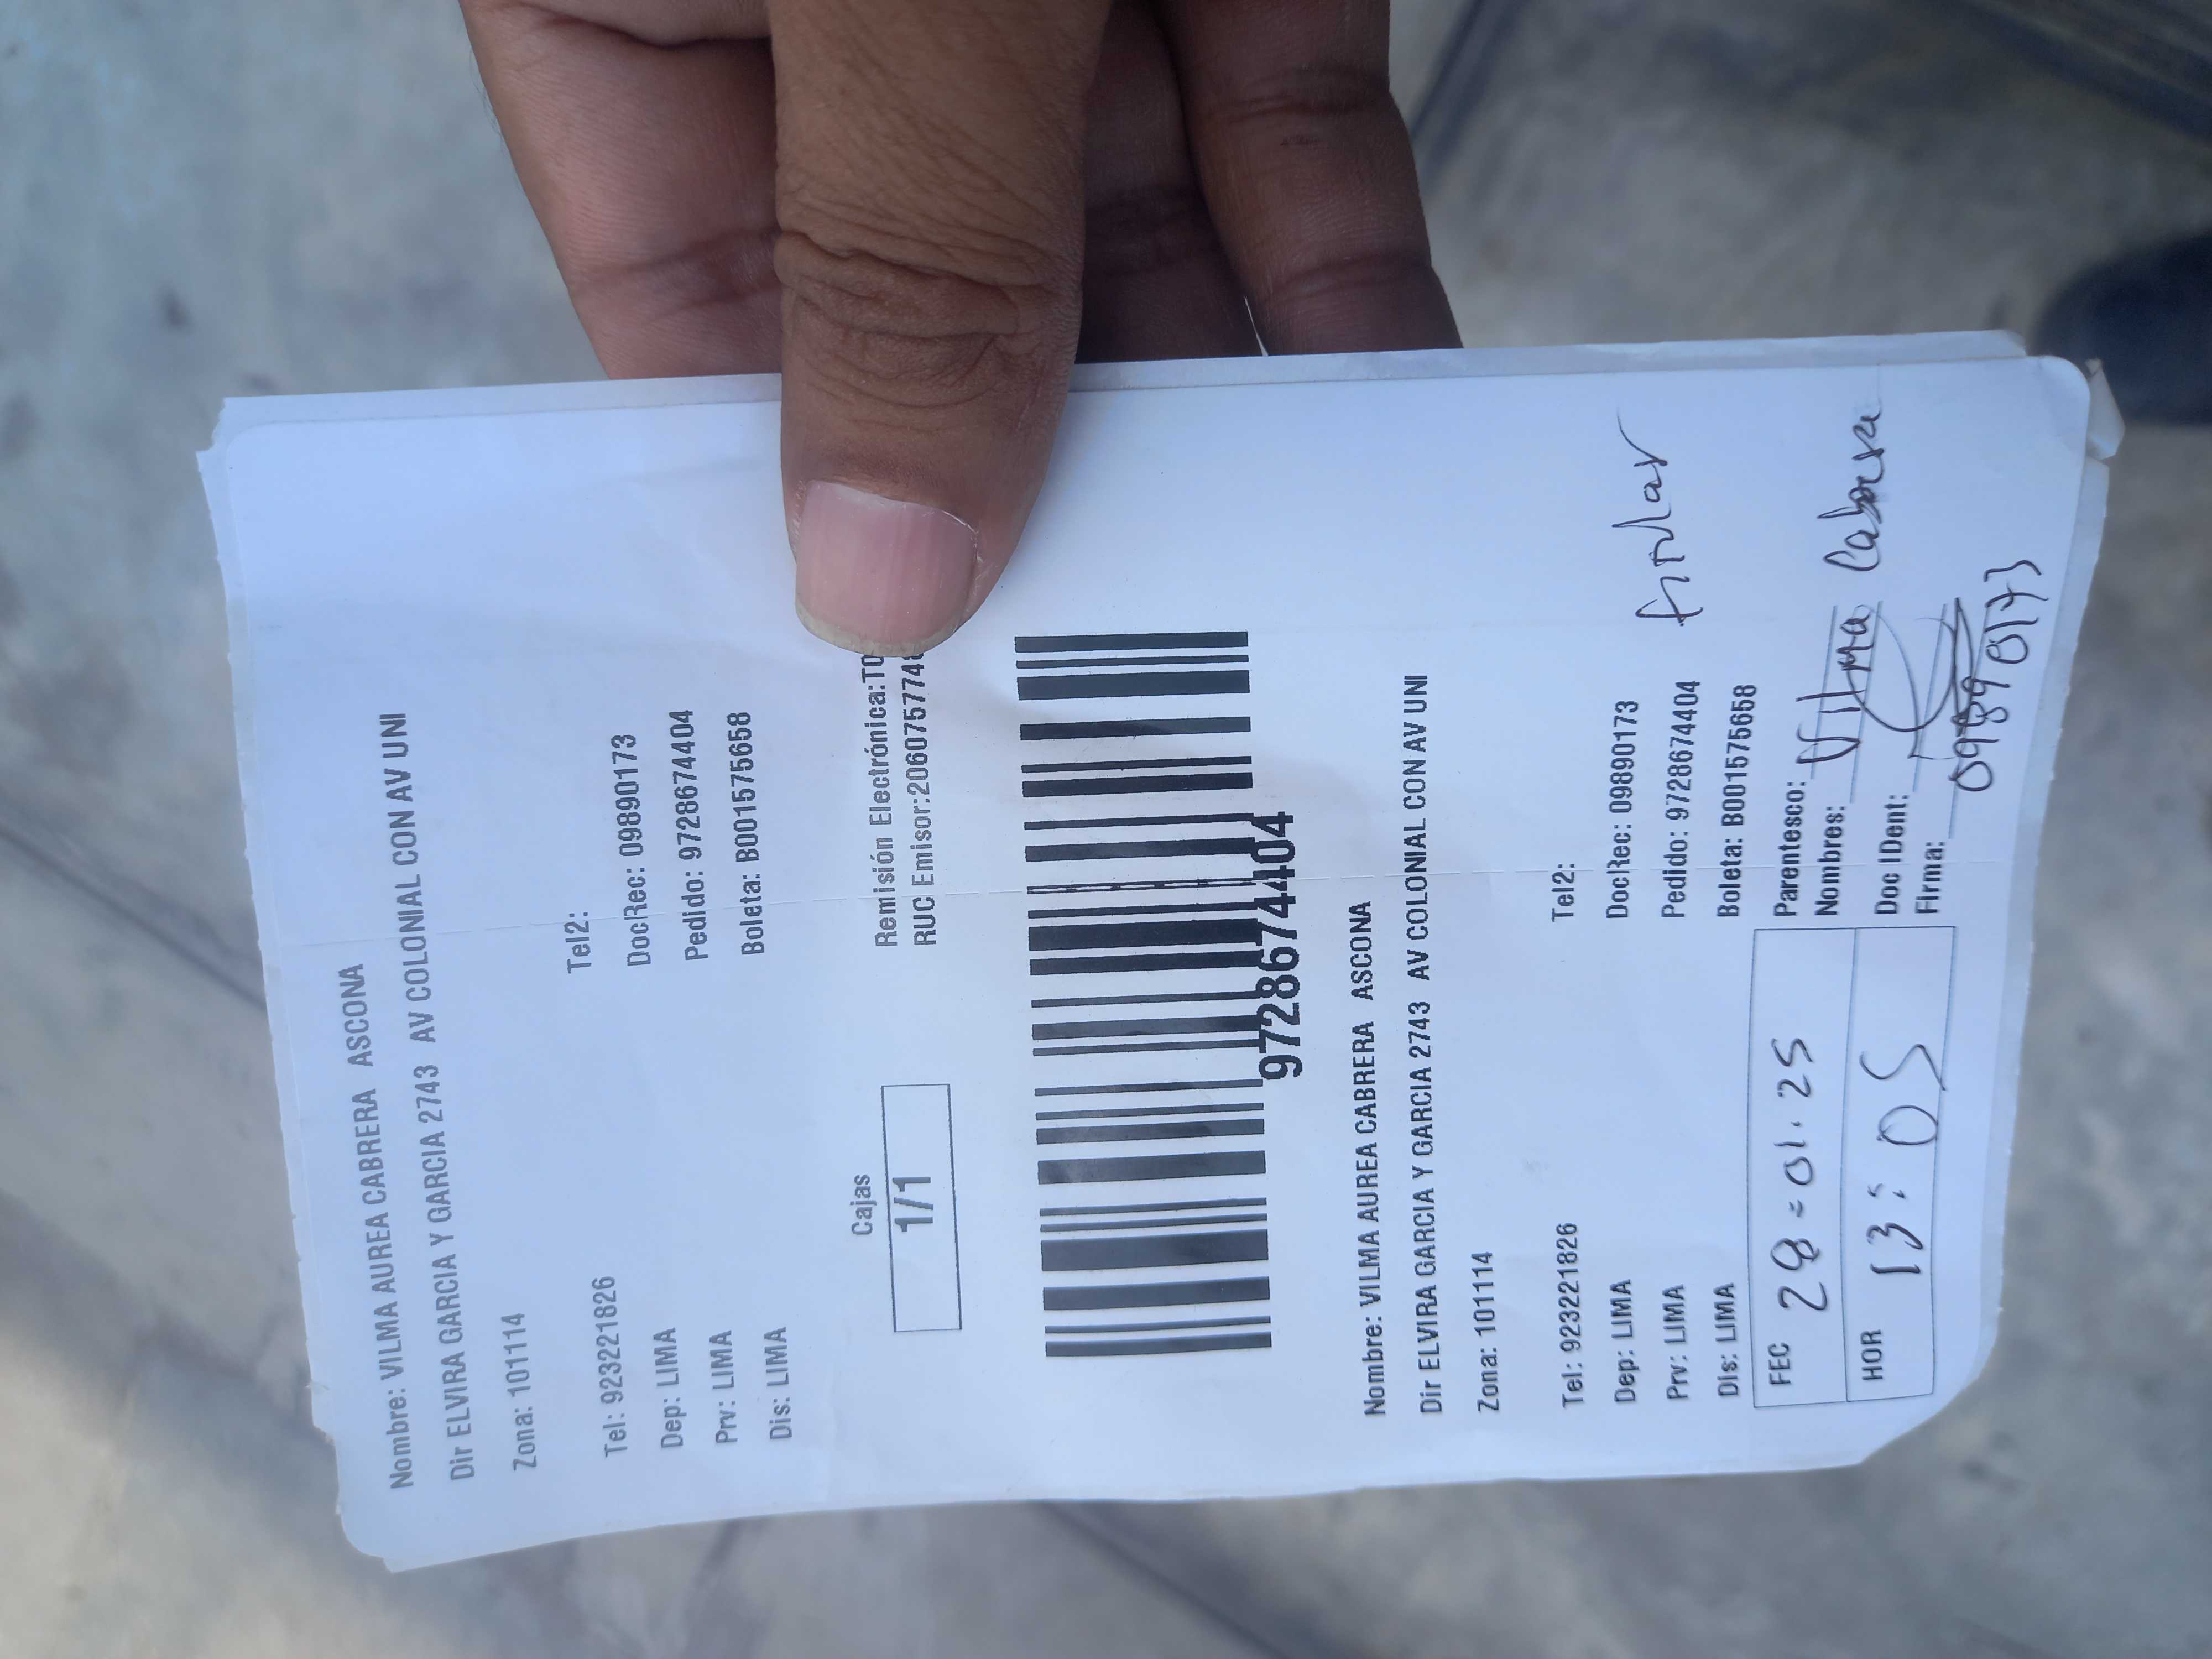 Nombre: VILMA AUREA CABRERA ASCONA
Dir ELVIRA GARCIA Y GARCIA 2743 AV COLONIAL CON AV UNI
Zona: 101114
Tel: 923221826 Tel2:
Dep: LIMA DocRec: 09890173
Prv: LIMA Pedido: 9728674404
Dis: LIMA Boleta: B001575658
Cajas
1/1
Remisión Electrónica:T0
RUC Emisor:2060757748
9728674404
Nombre: VILMA AUREA CABRERA ASCONA
Dir ELVIRA GARCIA Y GARCIA 2743 AV COLONIAL CON AV UNI
Zona: 101114
Tel: 923221826 Tel2:
Dep: LIMA DocRec: 09890173
Prv: LIMA Pedido: 9728674404
Dis: LIMA Boleta: B001575658
titular
FEC 28-01.25 Parentesco:
Nombres: Vilma Cabrera
HOR 13:05 Doc IDent:
Firma:
09890173